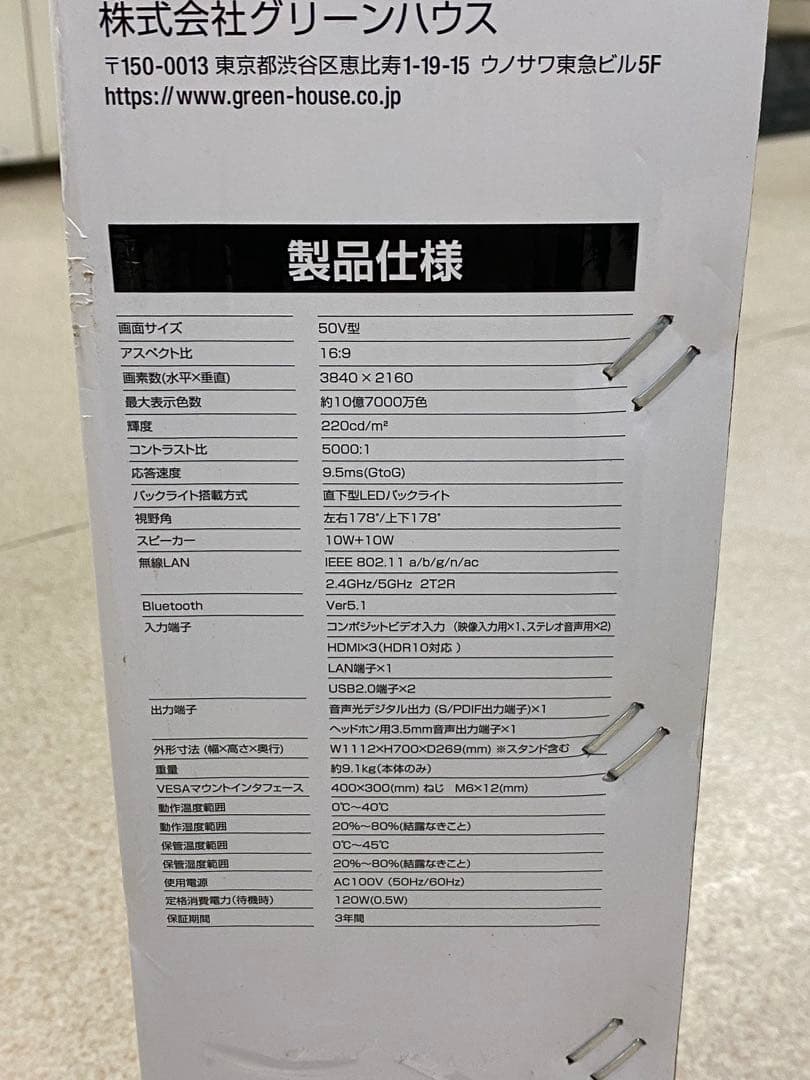 株式会社グリーンハウス
〒150-0013 東京都渋谷区恵比寿1-19-15 ウノサワ東急ビル5F
https://www.green-house.co.jp
製品仕様
画面サイズ 50V型
アスペクト比 16:9
画素数(水平×垂直) 3840×2160
最大表示色数 約10億7000万色
輝度 220cd/m²
コントラスト比 5000:1
応答速度 9.5ms(GtoG)
バックライト搭載方式 直下型LEDバックライト
視野角 左右178°/上下178°
スピーカー 10W+10W
無線LAN IEEE 802.11 a/b/g/n/ac
2.4GHz/5GHz 2T2R
Bluetooth Ver5.1
入力端子 コンポジットビデオ入力 (映像入力用×1、ステレオ音声用×2)
HDMI×3(HDR10対応)
LAN端子×1
USB2.0端子×2
出力端子 音声光デジタル出力 (S/PDIF出力端子)×1
ヘッドホン用3.5mm音声出力端子×1
外形寸法 (幅×高さ×奥行) W1112×H700×D269(mm) ※スタンド含む
重量 約9.1kg(本体のみ)
VESAマウントインタフェース 400×300(mm) ねじ M6×12(mm)
動作温度範囲 0℃～40℃
動作湿度範囲 20%～80%(結露なきこと)
保管温度範囲 0℃～45℃
保管湿度範囲 20%～80%(結露なきこと)
使用電源 AC100V (50Hz/60Hz)
定格消費電力(待機時) 120W(0.5W)
保証期間 3年間